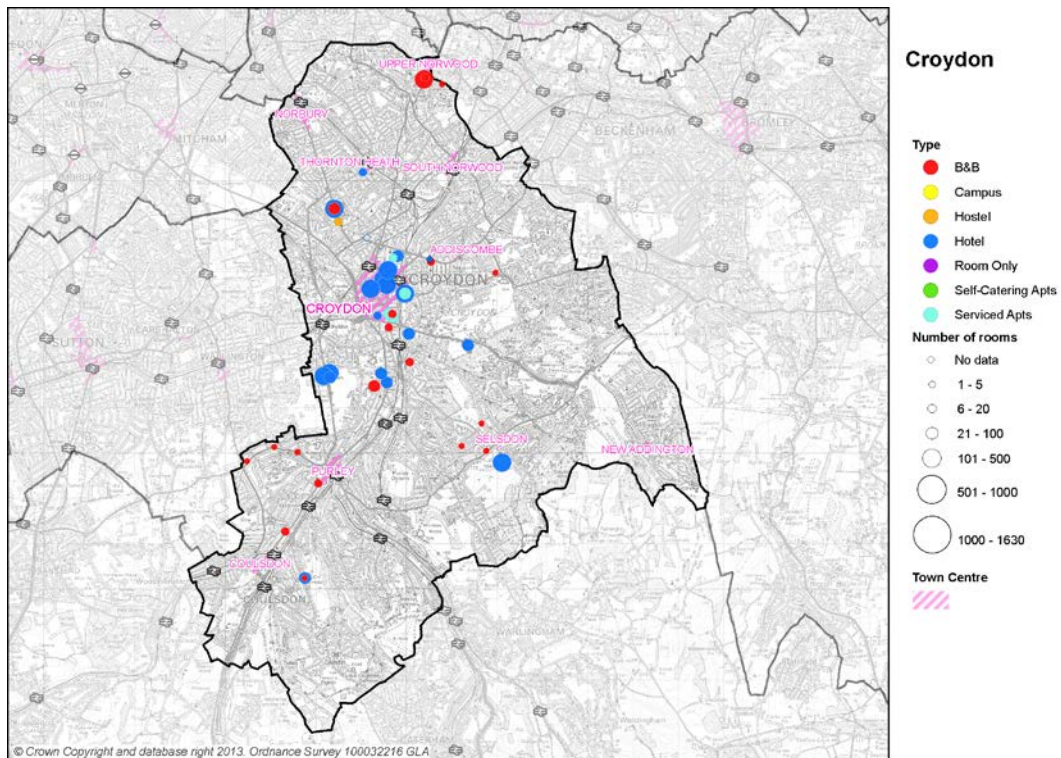 Croydon
Type
B&B
Campus
Hostel
Hotel
Room Only
Self-Catering Apts
Serviced Apts
Number of rooms
No data
1 - 5
6 - 20
21 - 100
101 - 500
501 - 1000
1000 - 1630
Town Centre
UPPER NORWOOD
NORBURY
MITCHAM
BECKENHAM
BROMLEY
THORNTON HEATH
SOUTH NORWOOD
ADDISCOMBE
CROYDON
CROYDON
SUTTON
SELSDON
NEW ADDINGTON
PURLEY
COULSDON
COULSDON
WARLINGHAM
© Crown Copyright and database right 2013. Ordnance Survey 100032216 GLA